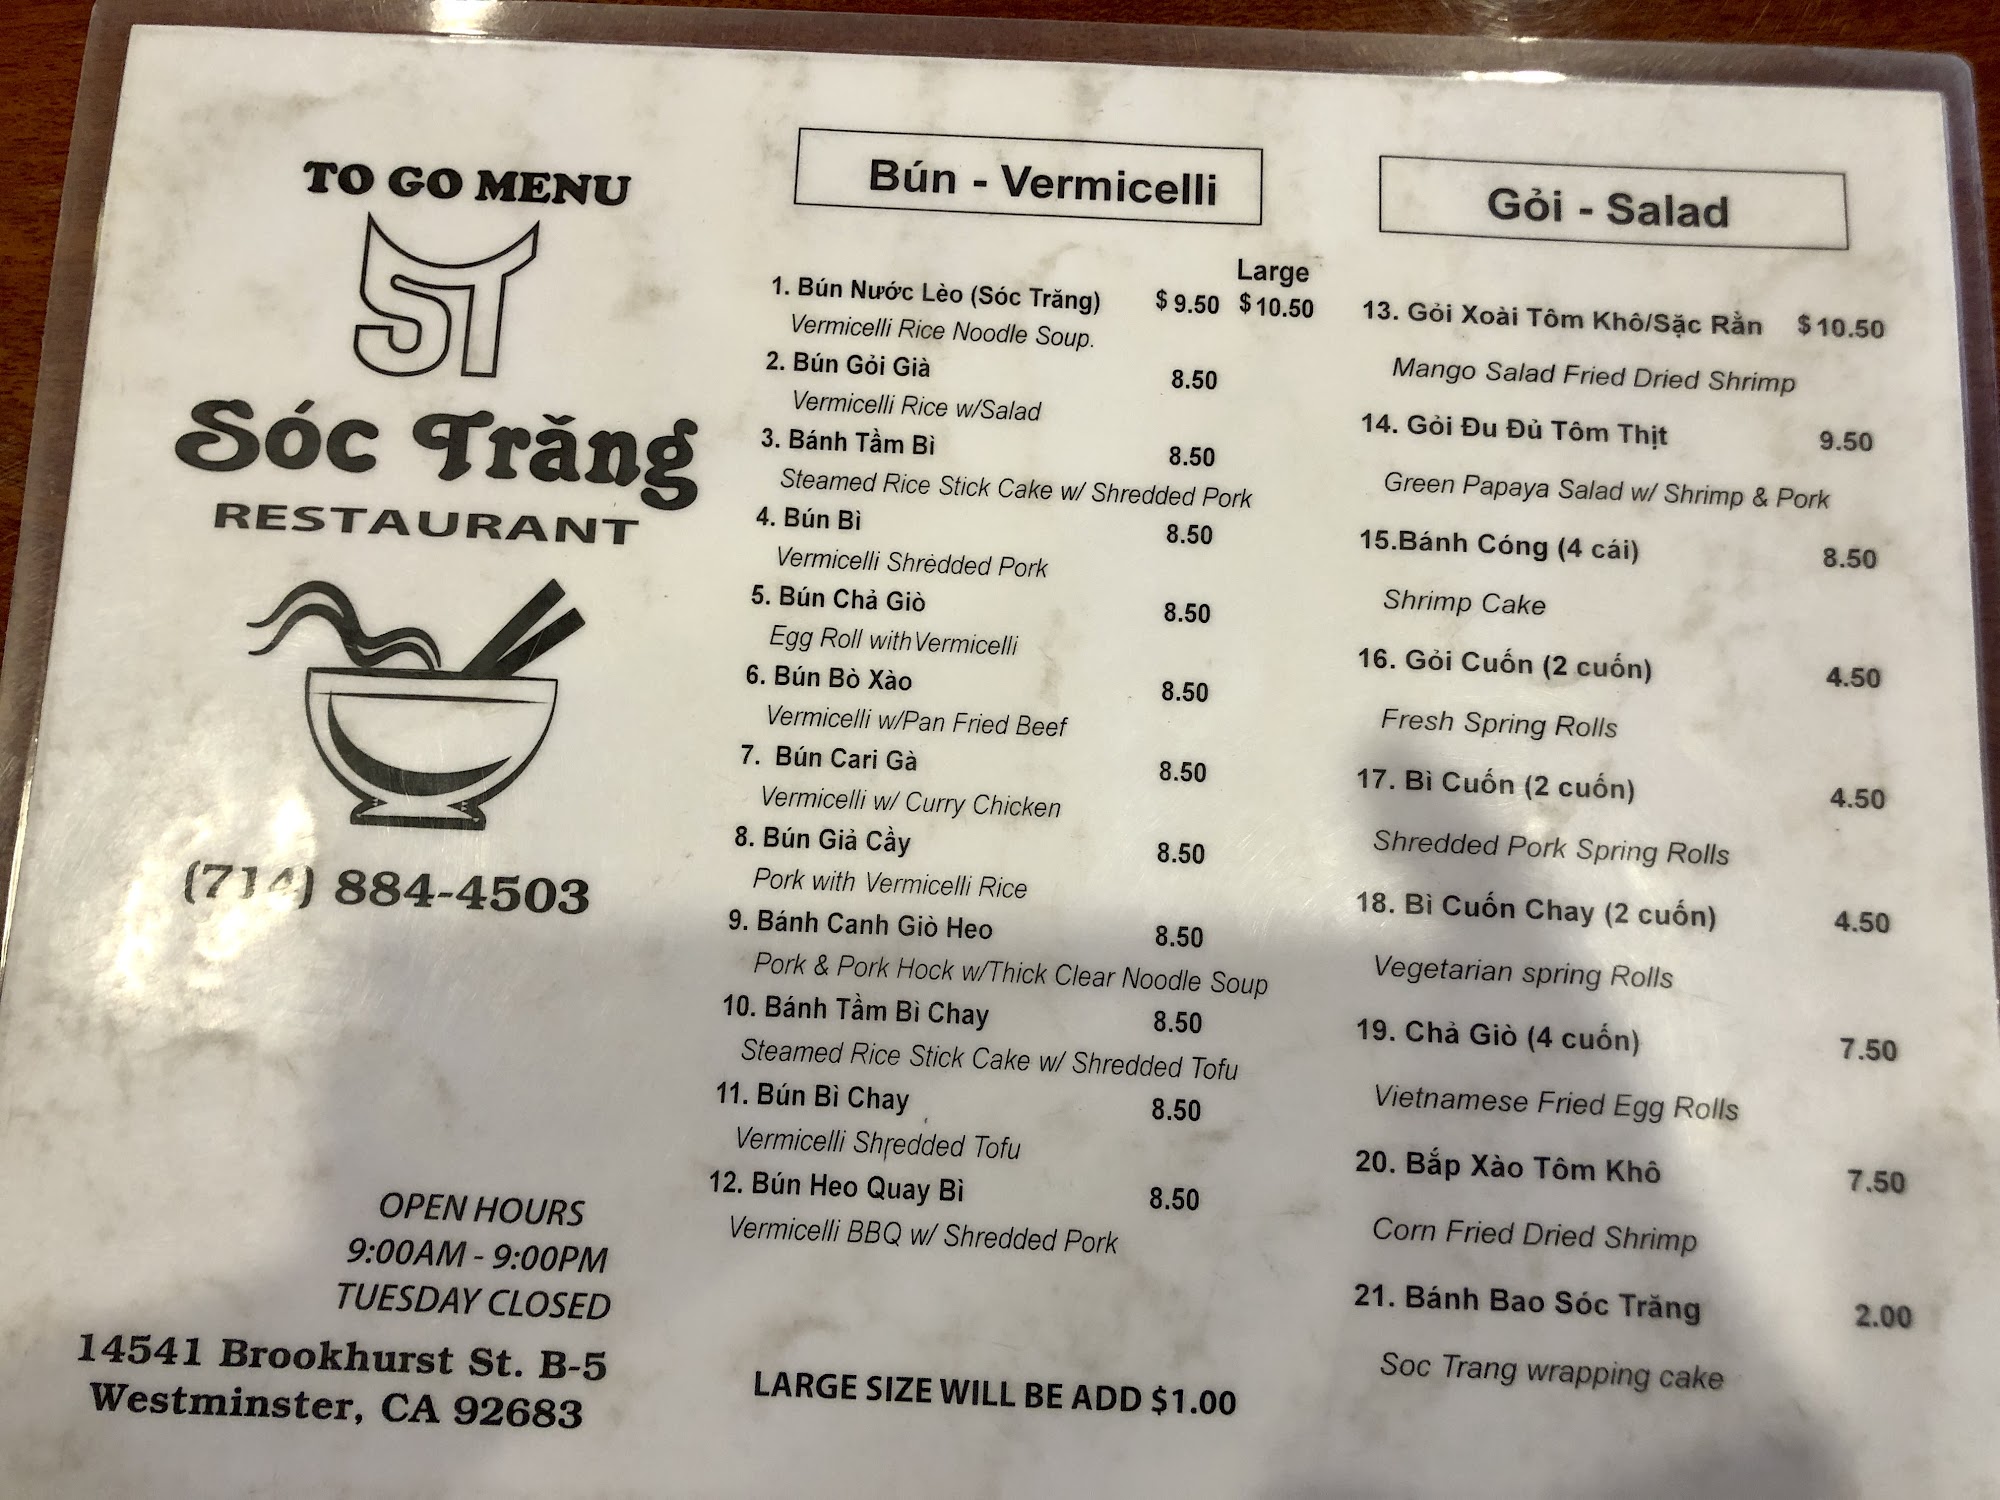 TO GO MENU
ST
Sóc Trăng
RESTAURANT
(714) 884-4503
OPEN HOURS
9:00AM - 9:00PM
TUESDAY CLOSED
14541 Brookhurst St. B-5
Westminster, CA 92683
Bún - Vermicelli
Large
1. Bún Nước Lèo (Sóc Trăng) $ 9.50 $10.50
Vermicelli Rice Noodle Soup.
2. Bún Gỏi Già 8.50
Vermicelli Rice w/Salad
3. Bánh Tầm Bì 8.50
Steamed Rice Stick Cake w/ Shredded Pork
4. Bún Bì 8.50
Vermicelli Shredded Pork
5. Bún Chả Giò 8.50
Egg Roll with Vermicelli
6. Bún Bò Xào 8.50
Vermicelli w/Pan Fried Beef
7. Bún Cari Gà 8.50
Vermicelli w/ Curry Chicken
8. Bún Giả Cầy 8.50
Pork with Vermicelli Rice
9. Bánh Canh Giò Heo 8.50
Pork & Pork Hock w/Thick Clear Noodle Soup
10. Bánh Tầm Bì Chay 8.50
Steamed Rice Stick Cake w/ Shredded Tofu
11. Bún Bì Chay 8.50
Vermicelli Shredded Tofu
12. Bún Heo Quay Bì 8.50
Vermicelli BBQ w/ Shredded Pork
LARGE SIZE WILL BE ADD $1.00
Gỏi - Salad
13. Gỏi Xoài Tôm Khô/Sặc Rằn $10.50
Mango Salad Fried Dried Shrimp
14. Gỏi Đu Đủ Tôm Thịt 9.50
Green Papaya Salad w/ Shrimp & Pork
15.Bánh Cóng (4 cái) 8.50
Shrimp Cake
16. Gỏi Cuốn (2 cuốn) 4.50
Fresh Spring Rolls
17. Bì Cuốn (2 cuốn) 4.50
Shredded Pork Spring Rolls
18. Bì Cuốn Chay (2 cuốn) 4.50
Vegetarian spring Rolls
19. Chả Giò (4 cuốn) 7.50
Vietnamese Fried Egg Rolls
20. Bắp Xào Tôm Khô 7.50
Corn Fried Dried Shrimp
21. Bánh Bao Sóc Trăng 2.00
Soc Trang wrapping cake